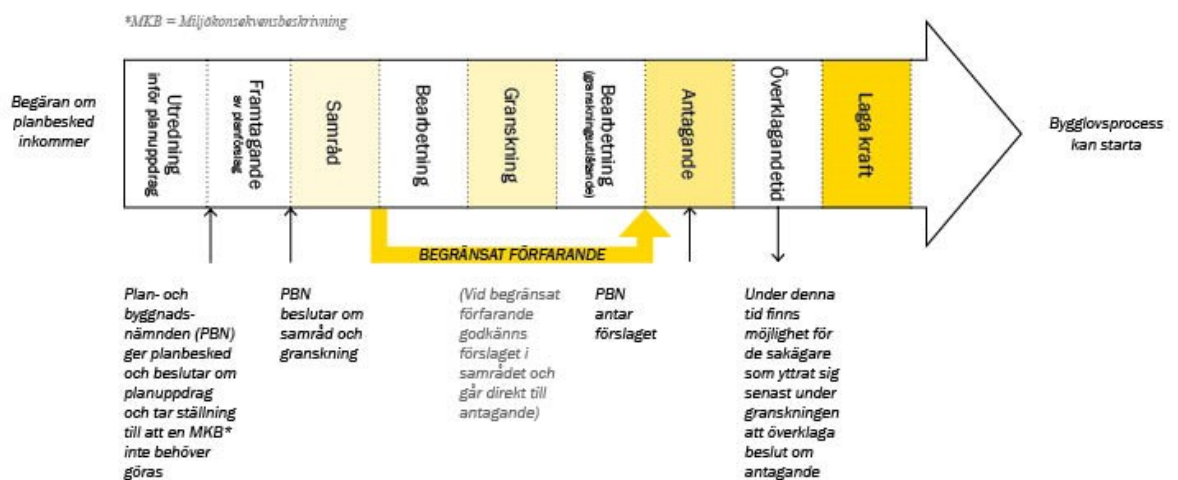 *MKB = Miljökonsekvensbeskrivning
Begäran om
planbesked
inkommer
Utredning
inför planuppdrag
Framtagande
av planförslag
Samråd
Bearbetning
Granskning
Bearbetning
(granskningsutlåtande)
Antagande
Överklagandetid
Laga kraft
Bygglovsprocess
kan starta
BEGRÄNSAT FÖRFARANDE
Plan- och
byggnads-
nämnden (PBN)
ger planbesked
och beslutar om
planuppdrag
och tar ställning
till att en MKB*
inte behöver
göras
PBN
beslutar om
samråd och
granskning
(Vid begränsat
förfarande
godkänns
förslaget i
samrådet och
går direkt till
antagande)
PBN
antar
förslaget
Under denna
tid finns
möjlighet för
de sakägare
som yttrat sig
senast under
granskningen
att överklaga
beslut om
antagande